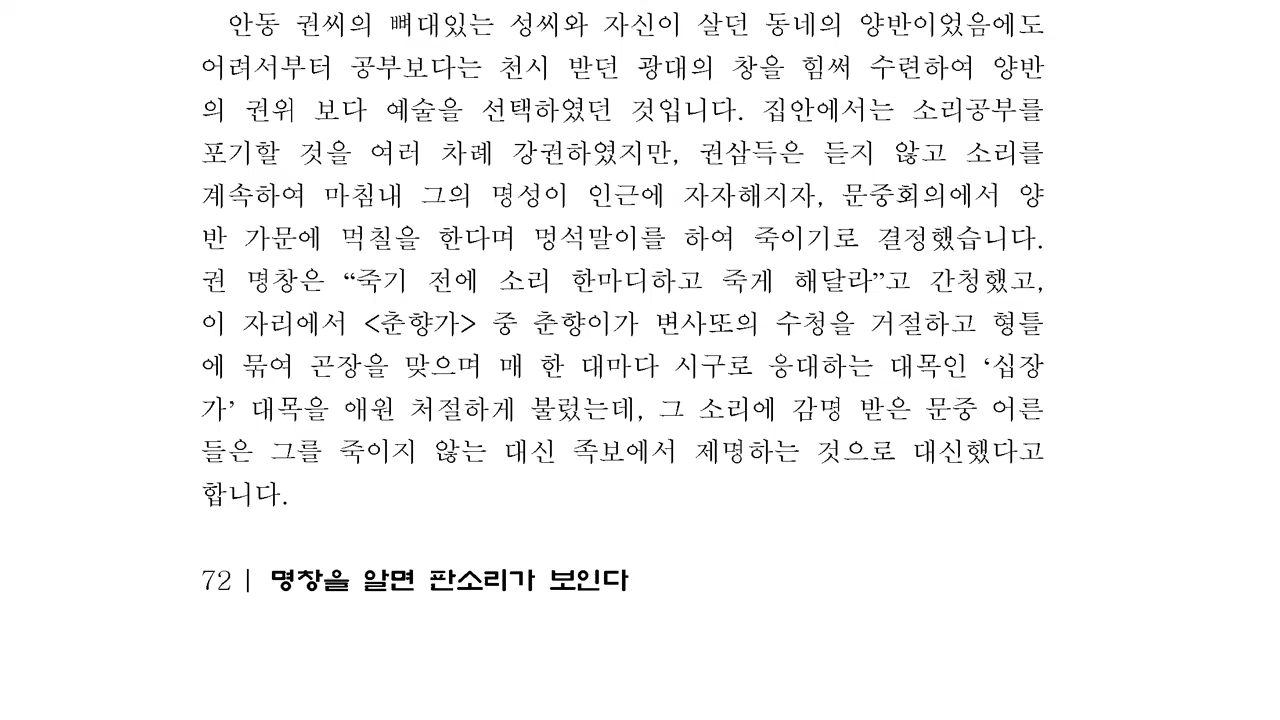 안동 권씨의 뼈대있는 성씨와 자신이 살던 동네의 양반이었음에도
어려서부터 공부보다는 천시 받던 광대의 창을 힘써 수련하여 양반
의 권위 보다 예술을 선택하였던 것입니다. 집안에서는 소리공부를
포기할 것을 여러 차례 강권하였지만, 권삼득은 듣지 않고 소리를
계속하여 마침내 그의 명성이 인근에 자자해지자, 문중회의에서 양
반 가문에 먹칠을 한다며 멍석말이를 하여 죽이기로 결정했습니다.
권 명창은 “죽기 전에 소리 한마디하고 죽게 해달라”고 간청했고,
이 자리에서 <춘향가> 중 춘향이가 변사또의 수청을 거절하고 형틀
에 묶여 곤장을 맞으며 매 한 대마다 시구로 응대하는 대목인 ‘십장
가’ 대목을 애원 처절하게 불렀는데, 그 소리에 감명 받은 문중 어른
들은 그를 죽이지 않는 대신 족보에서 제명하는 것으로 대신했다고
합니다.
72 | 명창을 알면 판소리가 보인다